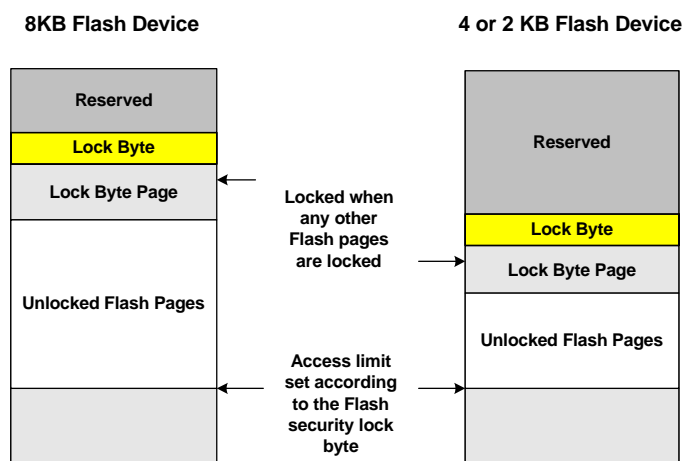 8KB Flash Device
4 or 2 KB Flash Device
Reserved
Lock Byte
Lock Byte Page
Unlocked Flash Pages
Locked when
any other
Flash pages
are locked
Access limit
set according
to the Flash
security lock
byte
Reserved
Lock Byte
Lock Byte Page
Unlocked Flash Pages